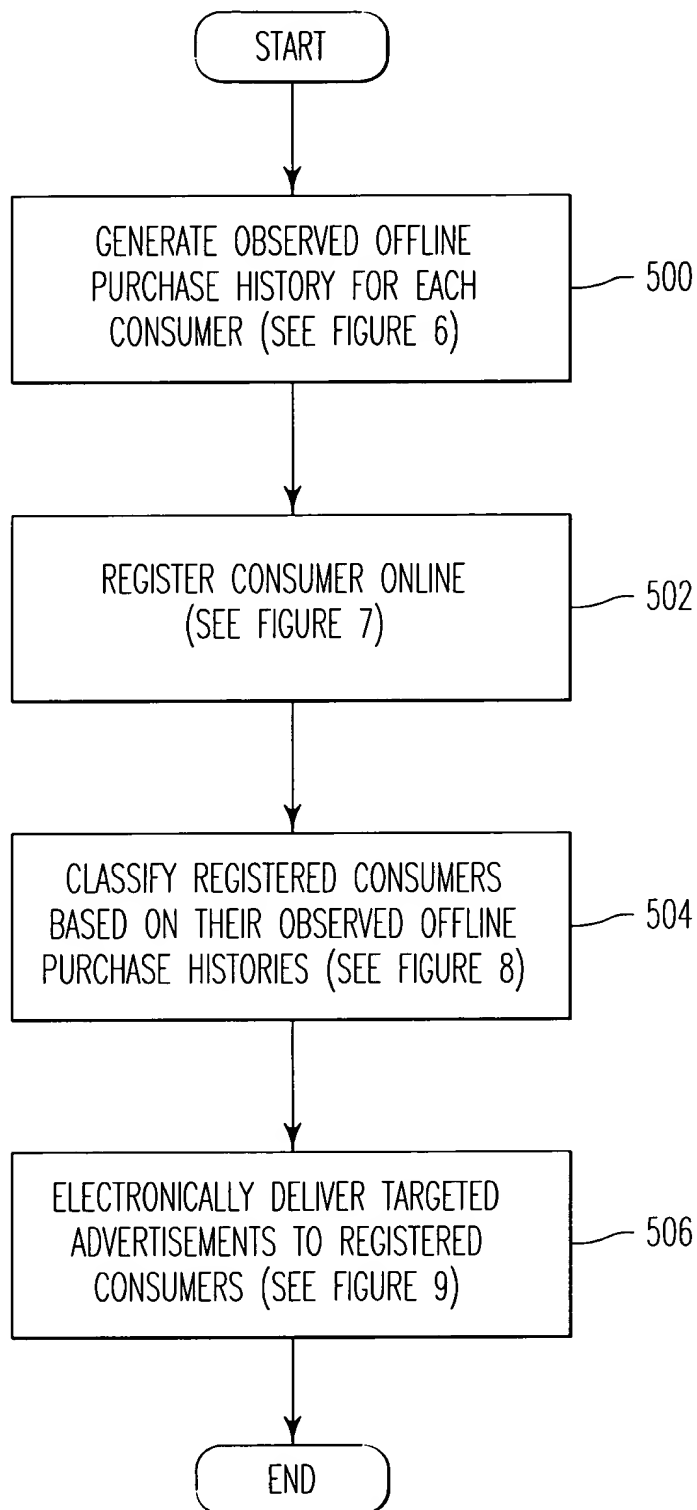 START
GENERATE OBSERVED OFFLINE
PURCHASE HISTORY FOR EACH
CONSUMER (SEE FIGURE 6)
500
REGISTER CONSUMER ONLINE
(SEE FIGURE 7)
502
CLASSIFY REGISTERED CONSUMERS
BASED ON THEIR OBSERVED OFFLINE
PURCHASE HISTORIES (SEE FIGURE 8)
504
ELECTRONICALLY DELIVER TARGETED
ADVERTISEMENTS TO REGISTERED
CONSUMERS (SEE FIGURE 9)
506
END